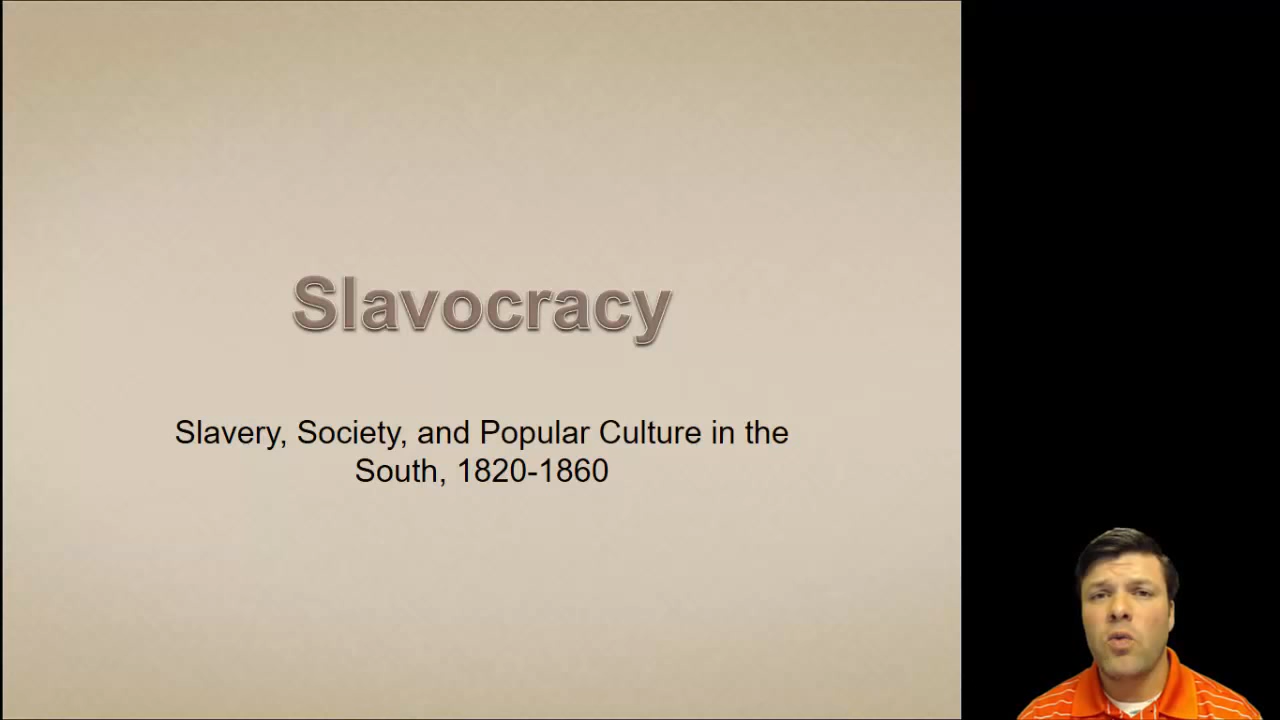 Slavocracy
Slavery, Society, and Popular Culture in the
South, 1820-1860